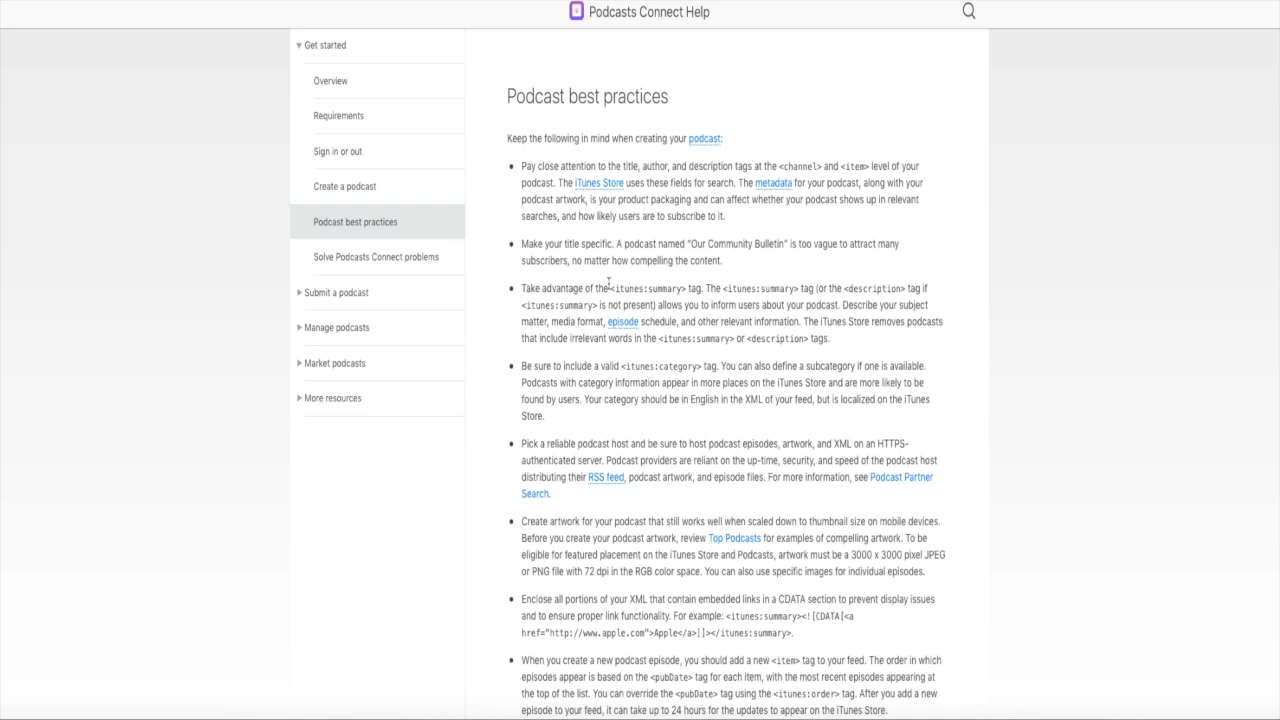 Podcasts Connect Help
Get started
Overview
Requirements
Sign in or out
Create a podcast
Podcast best practices
Solve Podcasts Connect problems
Submit a podcast
Manage podcasts
Market podcasts
More resources
Podcast best practices
Keep the following in mind when creating your podcast:
• Pay close attention to the title, author, and description tags at the <channel> and <item> level of your
podcast. The iTunes Store uses these fields for search. The metadata for your podcast, along with your
podcast artwork, is your product packaging and can affect whether your podcast shows up in relevant
searches, and how likely users are to subscribe to it.
• Make your title specific. A podcast named "Our Community Bulletin" is too vague to attract many
subscribers, no matter how compelling the content.
• Take advantage of the <itunes:summary> tag. The <itunes:summary> tag (or the <description> tag if
<itunes:summary> is not present) allows you to inform users about your podcast. Describe your subject
matter, media format, episode schedule, and other relevant information. The iTunes Store removes podcasts
that include irrelevant words in the <itunes:summary> or <description> tags.
• Be sure to include a valid <itunes:category> tag. You can also define a subcategory if one is available.
Podcasts with category information appear in more places on the iTunes Store and are more likely to be
found by users. Your category should be in English in the XML of your feed, but is localized on the iTunes
Store.
• Pick a reliable podcast host and be sure to host podcast episodes, artwork, and XML on an HTTPS-
authenticated server. Podcast providers are reliant on the up-time, security, and speed of the podcast host
distributing their RSS feed, podcast artwork, and episode files. For more information, see Podcast Partner
Search.
• Create artwork for your podcast that still works well when scaled down to thumbnail size on mobile devices.
Before you create your podcast artwork, review Top Podcasts for examples of compelling artwork. To be
eligible for featured placement on the iTunes Store and Podcasts, artwork must be a 3000 x 3000 pixel JPEG
or PNG file with 72 dpi in the RGB color space. You can also use specific images for individual episodes.
• Enclose all portions of your XML that contain embedded links in a CDATA section to prevent display issues
and to ensure proper link functionality. For example: <itunes:summary><![CDATA[<a
href="http://www.apple.com">Apple</a>]]></itunes:summary>.
• When you create a new podcast episode, you should add a new <item> tag to your feed. The order in which
episodes appear is based on the <pubDate> tag for each item, with the most recent episodes appearing at
the top of the list. You can override the <pubDate> tag using the <itunes:order> tag. After you add a new
episode to your feed, it can take up to 24 hours for the updates to appear on the iTunes Store.